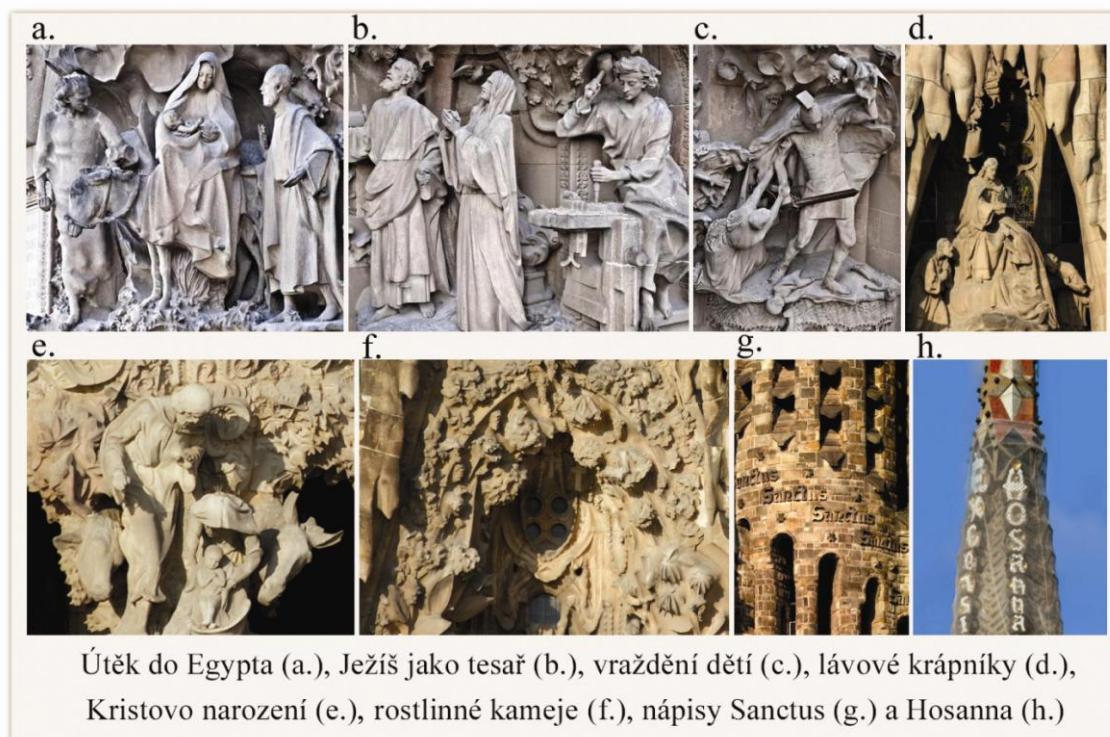 a.
b.
c.
d.
e.
f.
g.
h.
Sanctus
Sanctus
Sanctus
Hosanna
Útěk do Egypta (a.), Ježíš jako tesař (b.), vraždění dětí (c.), lávové krápníky (d.),
Kristovo narození (e.), rostlinné kameje (f.), nápisy Sanctus (g.) a Hosanna (h.)